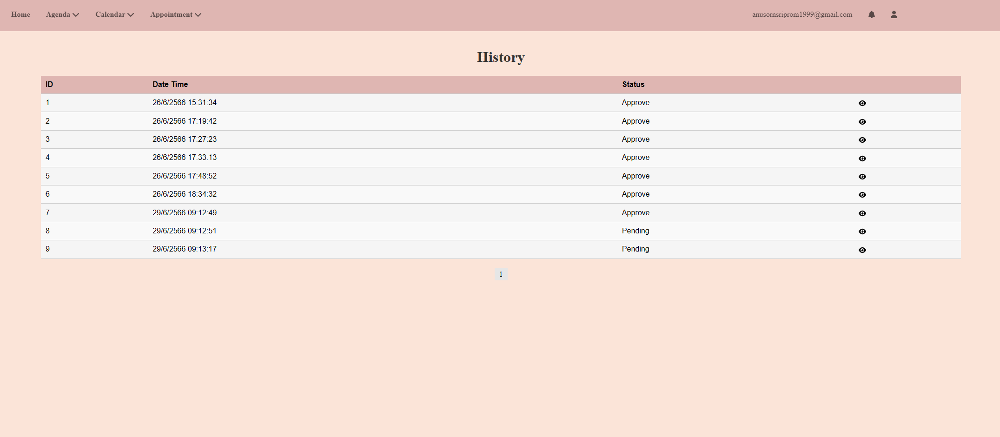 Home Agenda Calendar Appointment anusornsriprom1999@gmail.com
History
ID Date Time Status
1 26/6/2566 15:31:34 Approve
2 26/6/2566 17:19:42 Approve
3 26/6/2566 17:27:23 Approve
4 26/6/2566 17:33:13 Approve
5 26/6/2566 17:48:52 Approve
6 26/6/2566 18:34:32 Approve
7 29/6/2566 09:12:49 Approve
8 29/6/2566 09:12:51 Pending
9 29/6/2566 09:13:17 Pending
1